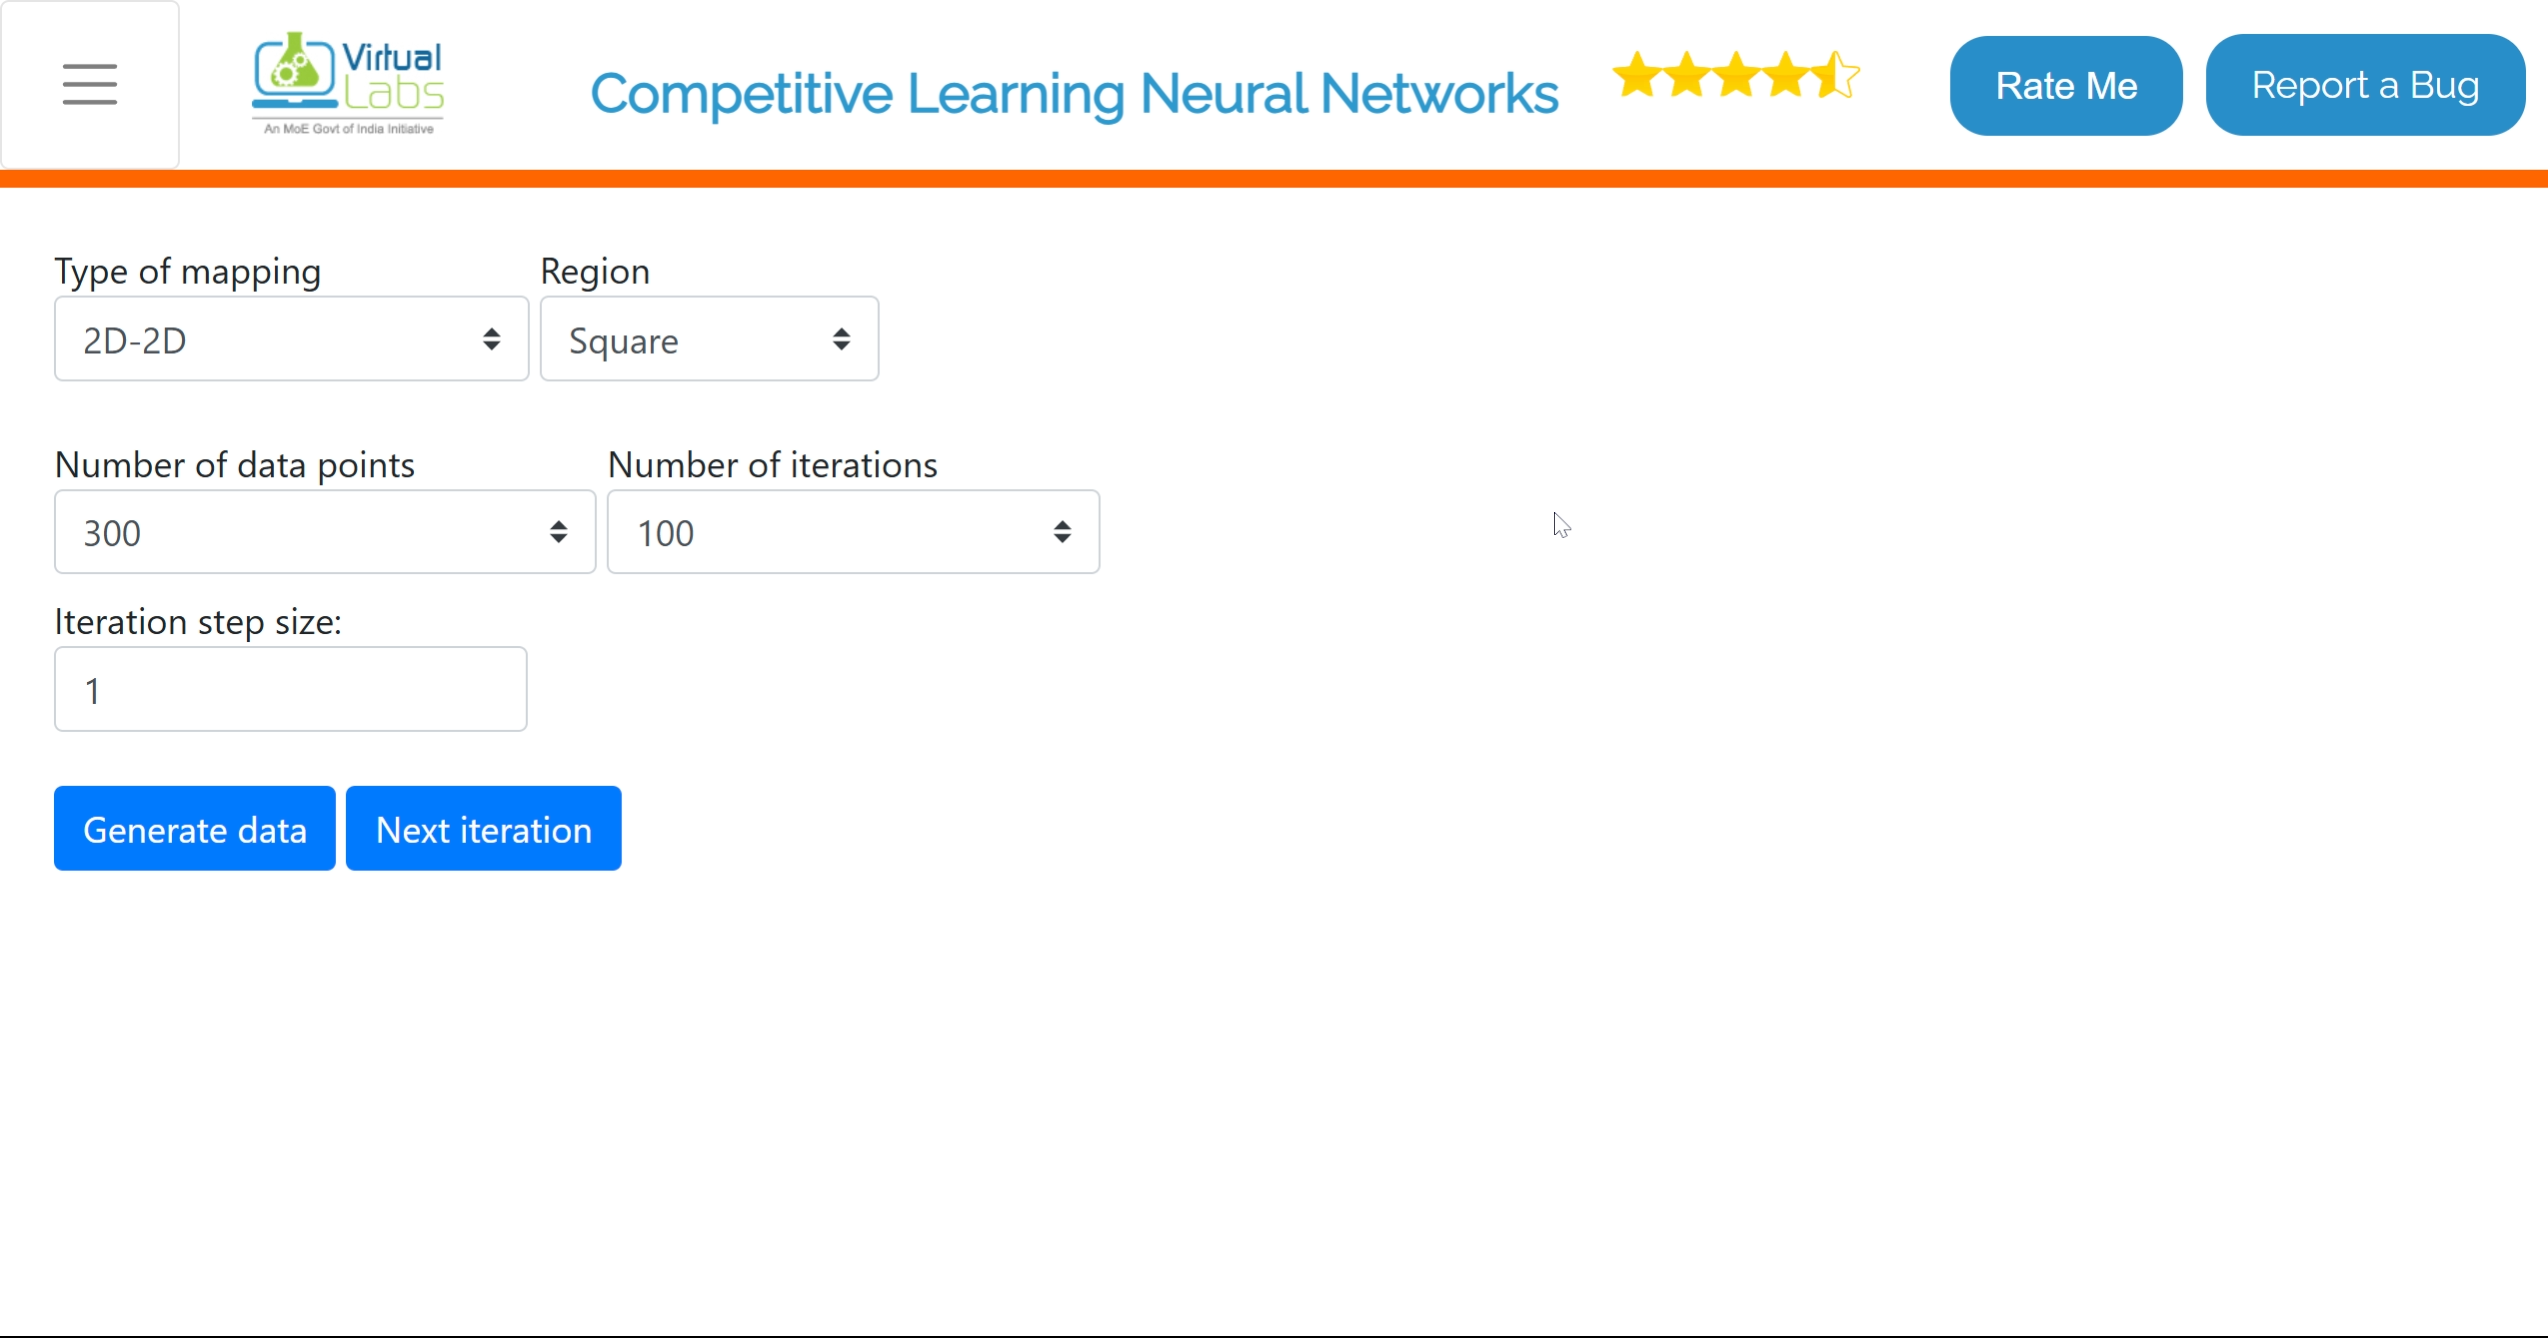 Virtual
Labs
An MoE Govt of India Initiative
Competitive Learning Neural Networks
Rate Me
Report a Bug
Type of mapping
Region
2D-2D
Square
Number of data points
Number of iterations
300
100
Iteration step size:
1
Generate data
Next iteration